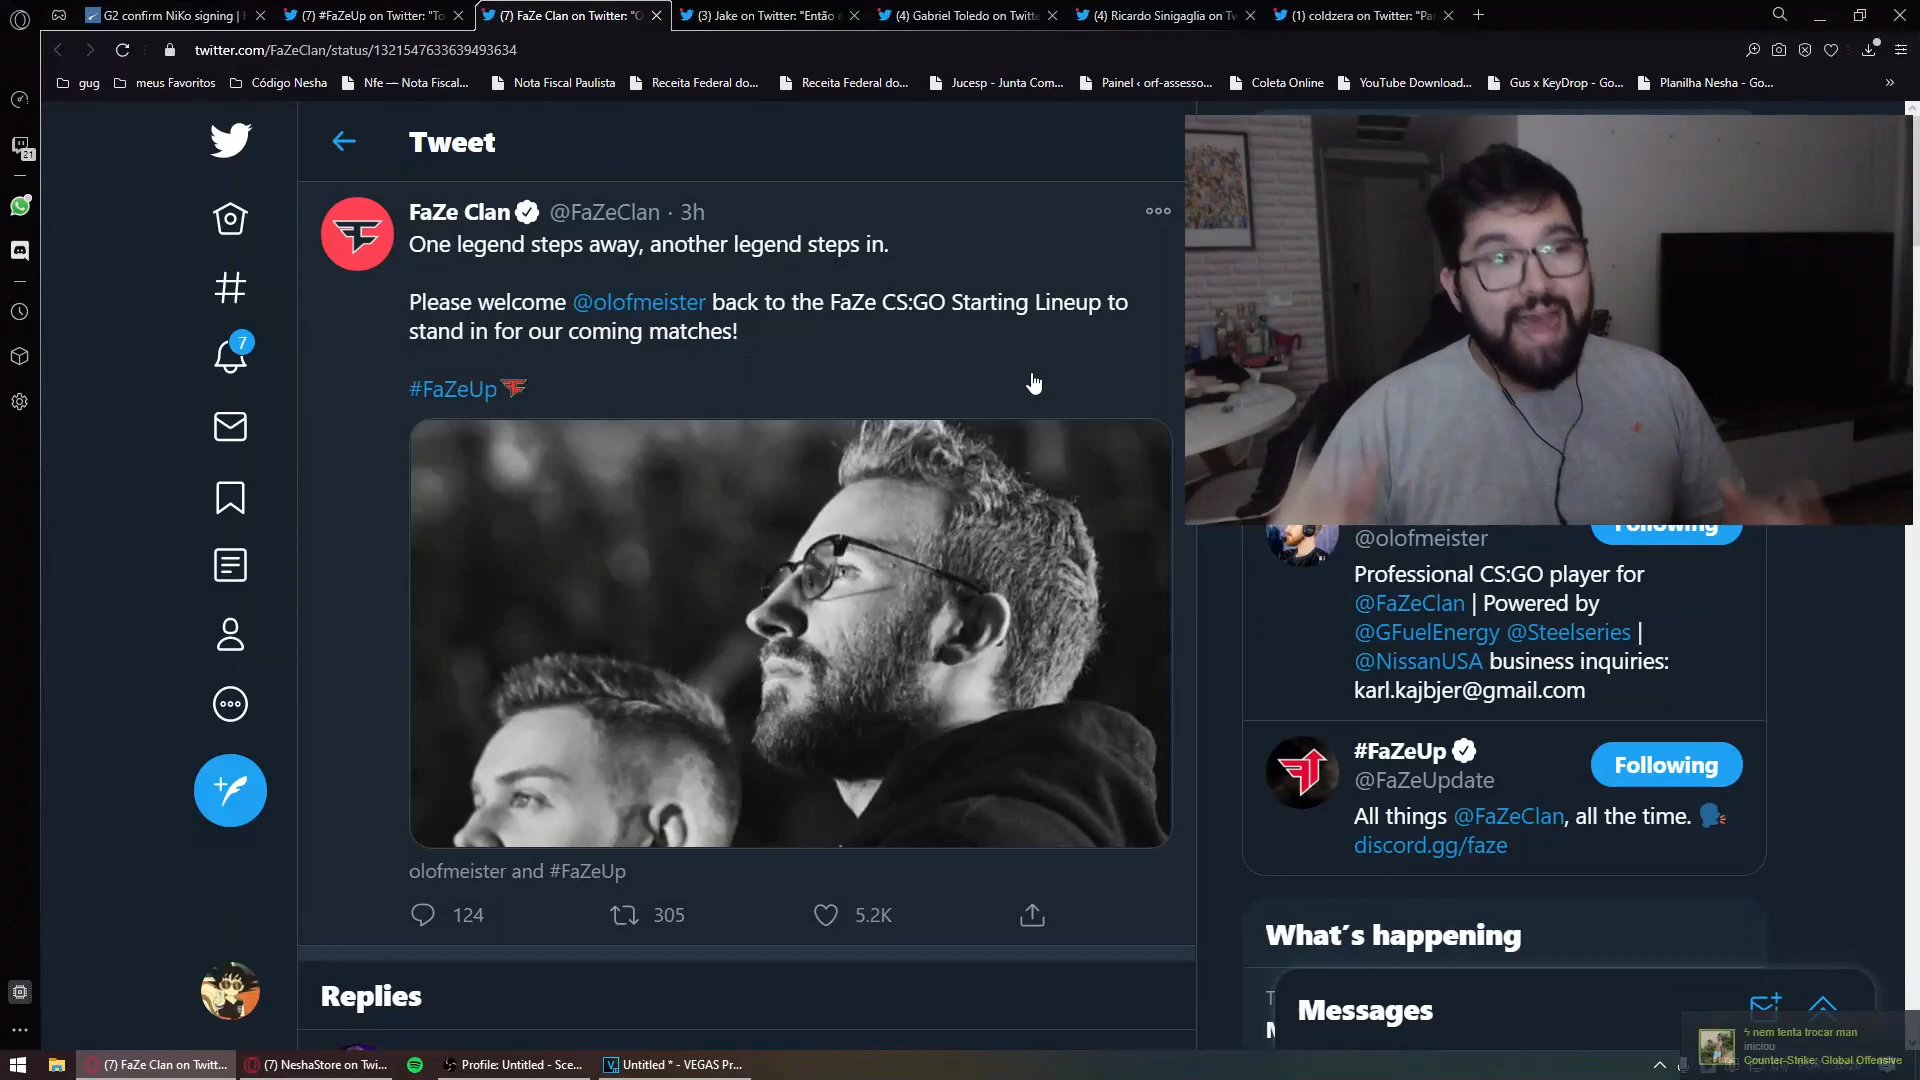 G2 confirm NiKo signing |
(7) #FaZeUp on Twitter: "To
(7) FaZe Clan on Twitter: "O
(3) Jake on Twitter: "Então
(4) Gabriel Toledo on Twitte
(4) Ricardo Sinigaglia on Tw
(1) coldzera on Twitter: "Pa
twitter.com/FaZeClan/status/1321547633639493634
gug
meus Favoritos
Código Nesha
Nfe — Nota Fiscal...
Nota Fiscal Paulista
Receita Federal do...
Receita Federal do...
Jucesp - Junta Com...
Painel ‹ orf-assesso...
Coleta Online
YouTube Download...
Gus x KeyDrop - Go...
Planilha Nesha - Go...
21
Tweet
FaZe Clan @FaZeClan · 3h
One legend steps away, another legend steps in.
Please welcome @olofmeister back to the FaZe CS:GO Starting Lineup to
stand in for our coming matches!
#FaZeUp
7
olofmeister and #FaZeUp
124
305
5.2K
Replies
Following
@olofmeister
Professional CS:GO player for
@FaZeClan | Powered by
@GFuelEnergy @Steelseries |
@NissanUSA business inquiries:
karl.kajbjer@gmail.com
#FaZeUp
@FaZeUpdate
Following
All things @FaZeClan, all the time.
discord.gg/faze
What's happening
Messages
ϟ nem tenta trocar man
iniciou
Counter-Strike: Global Offensive
(7) FaZe Clan on Twitt...
(7) NeshaStore on Twi...
Profile: Untitled - Sce...
Untitled * - VEGAS Pr...